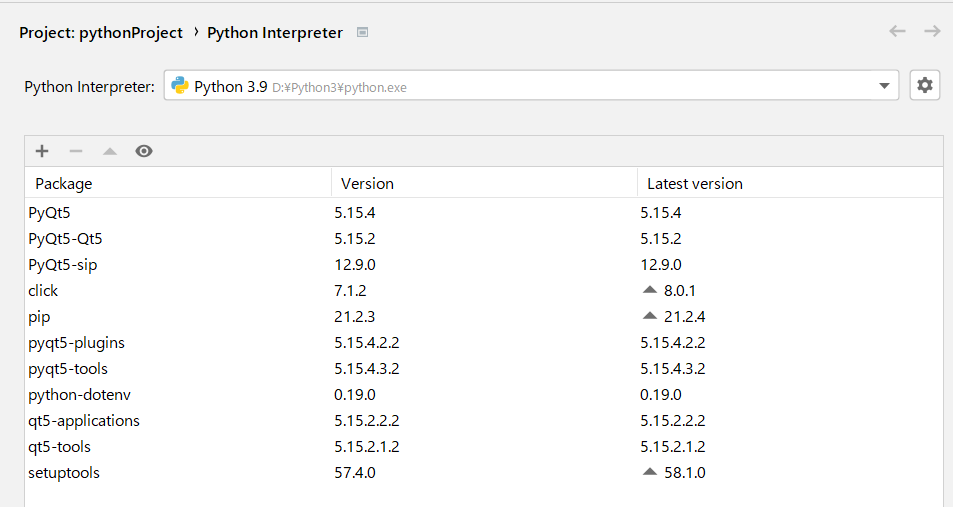 Project: pythonProject › Python Interpreter
Python Interpreter: Python 3.9 D:¥Python3¥python.exe
Package Version Latest version
PyQt5 5.15.4 5.15.4
PyQt5-Qt5 5.15.2 5.15.2
PyQt5-sip 12.9.0 12.9.0
click 7.1.2 8.0.1
pip 21.2.3 21.2.4
pyqt5-plugins 5.15.4.2.2 5.15.4.2.2
pyqt5-tools 5.15.4.3.2 5.15.4.3.2
python-dotenv 0.19.0 0.19.0
qt5-applications 5.15.2.2.2 5.15.2.2.2
qt5-tools 5.15.2.1.2 5.15.2.1.2
setuptools 57.4.0 58.1.0